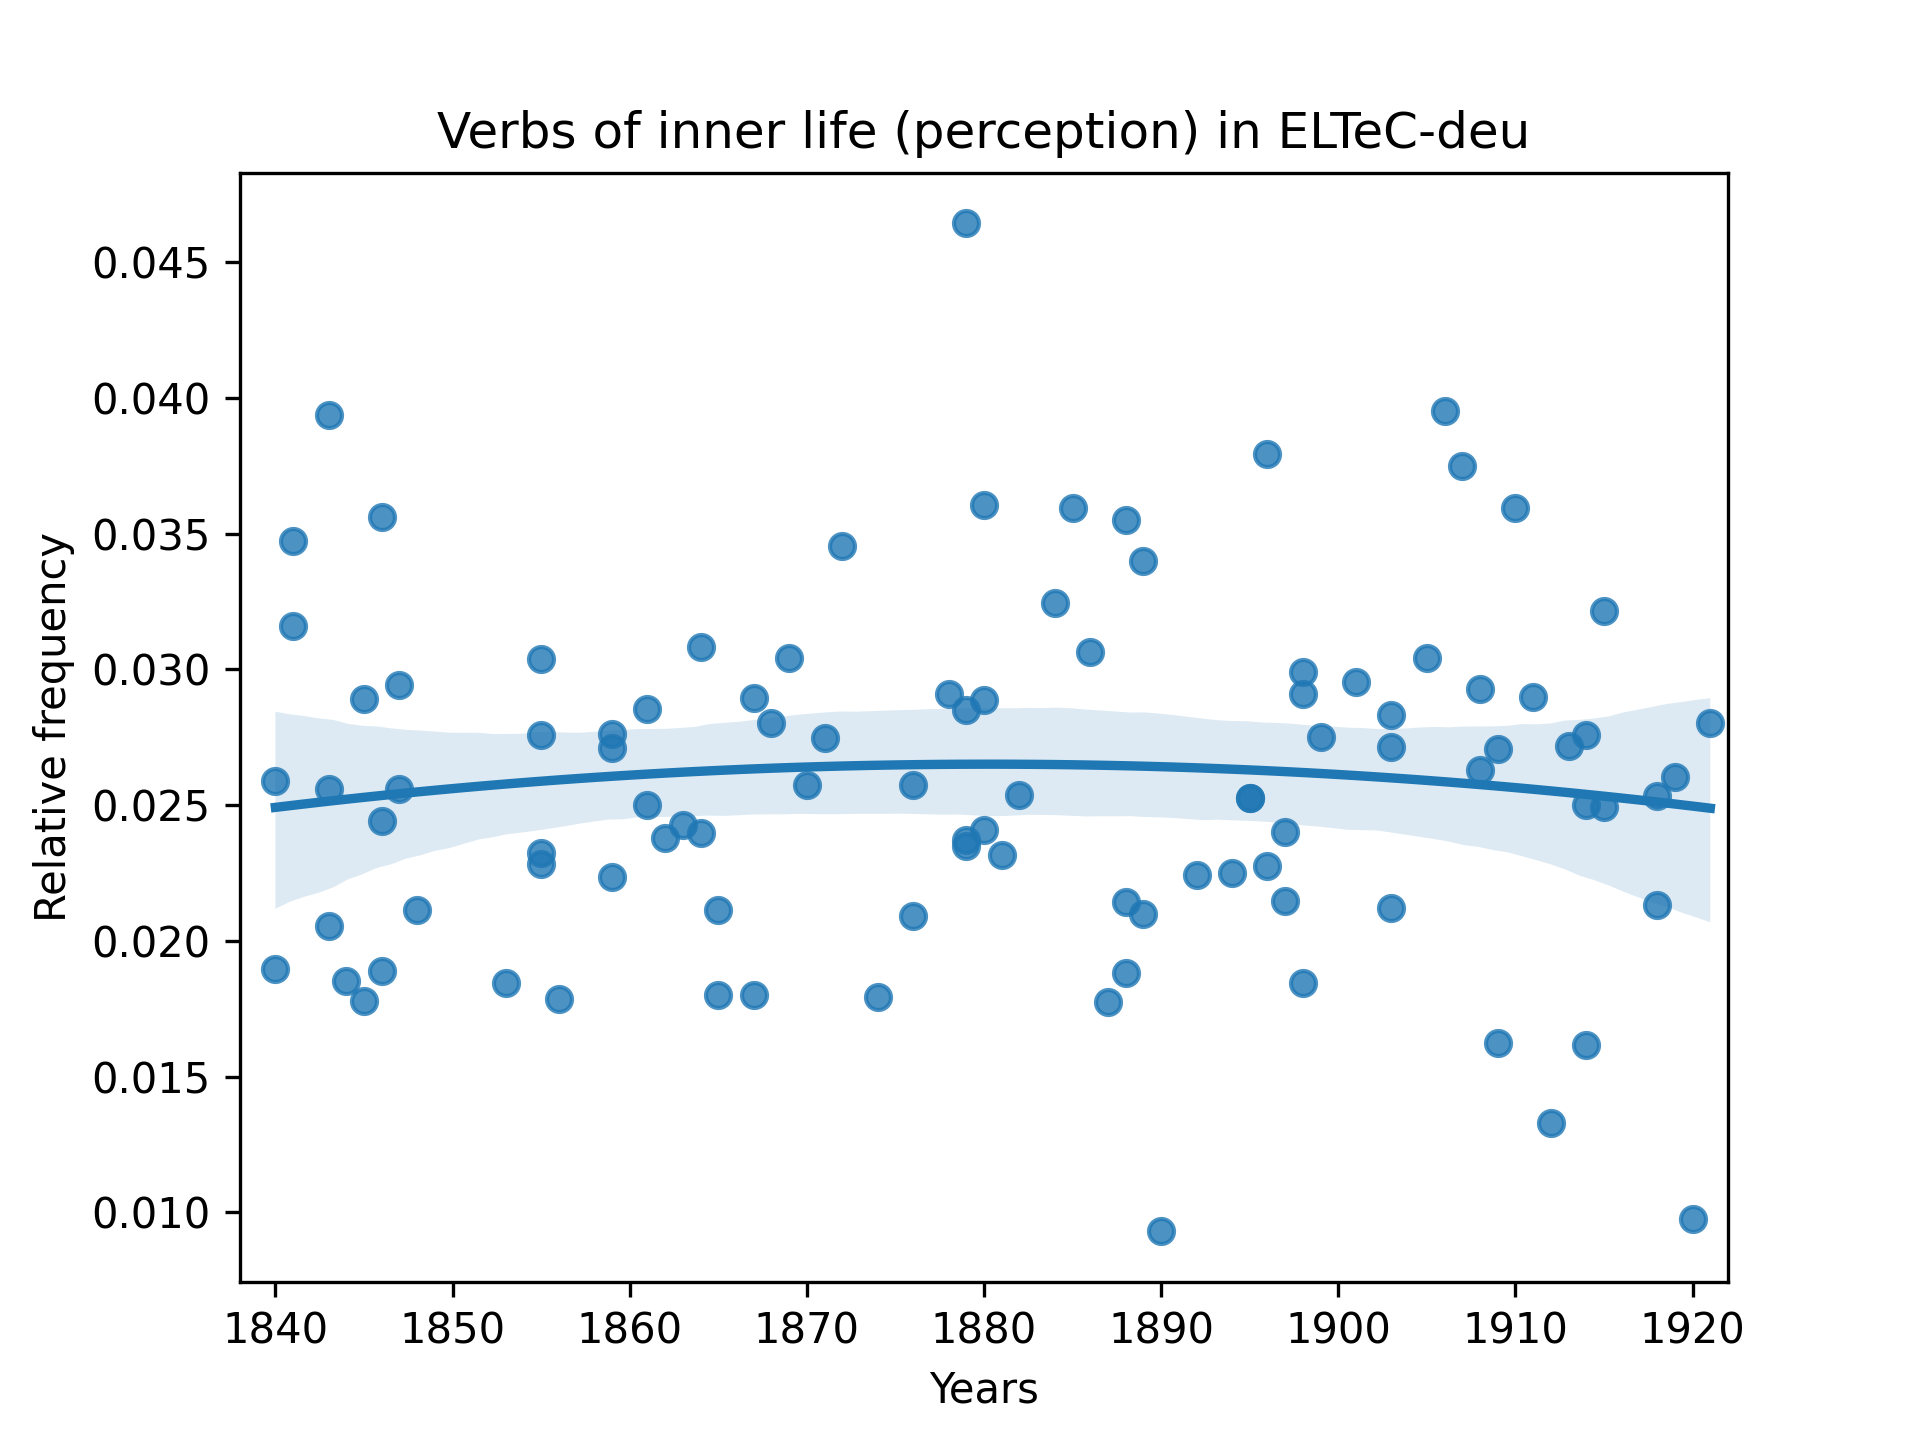 Verbs of inner life (perception) in ELTeC-deu
Relative frequency
0.045
0.040
0.035
0.030
0.025
0.020
0.015
0.010
1840 1850 1860 1870 1880 1890 1900 1910 1920
Years